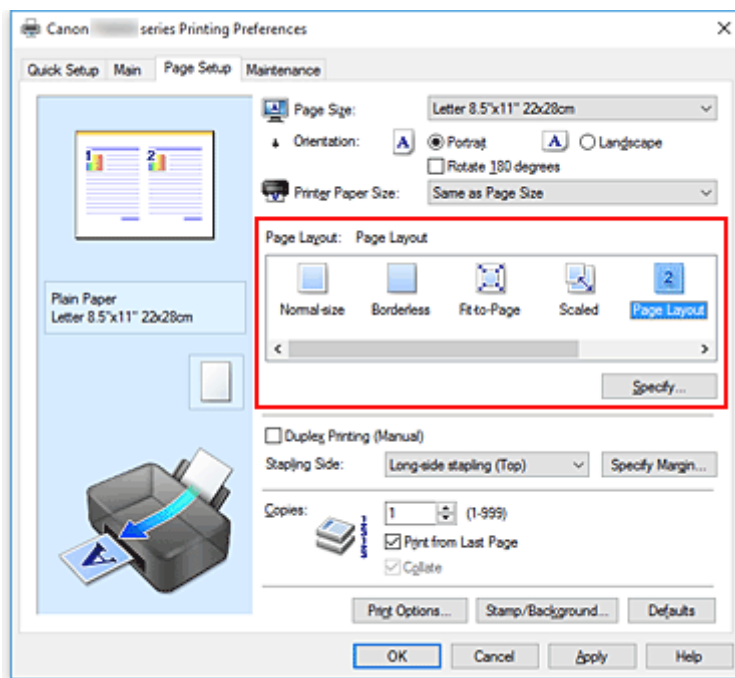 Canon series Printing Preferences
Quick Setup Main Page Setup Maintenance
1 2
Plain Paper
Letter 8.5"x11" 22x28cm
A
Page Size: Letter 8.5"x11" 22x28cm
Orientation: A Portrait A Landscape
Rotate 180 degrees
Printer Paper Size: Same as Page Size
Page Layout: Page Layout
2
Normal-size Borderless Fit-to-Page Scaled Page Layout
Specify...
Duplex Printing (Manual)
Stapling Side: Long-side stapling (Top) Specify Margin...
Copies: 1 (1-999)
Print from Last Page
Collate
Print Options... Stamp/Background... Defaults
OK Cancel Apply Help